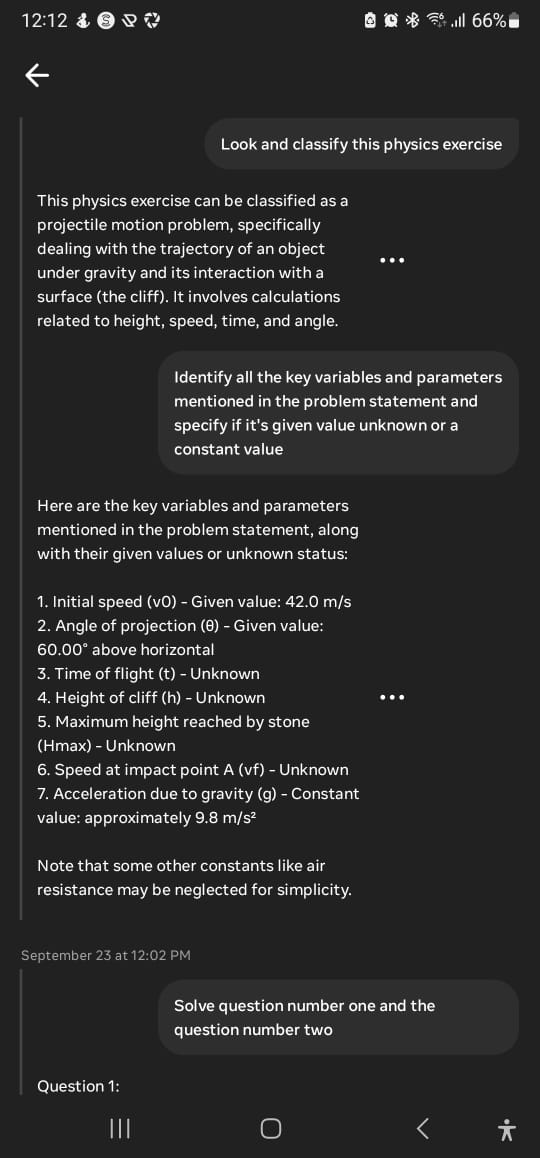 12:12
66%
Look and classify this physics exercise
This physics exercise can be classified as a
projectile motion problem, specifically
dealing with the trajectory of an object
under gravity and its interaction with a
surface (the cliff). It involves calculations
related to height, speed, time, and angle.
Identify all the key variables and parameters
mentioned in the problem statement and
specify if it's given value unknown or a
constant value
Here are the key variables and parameters
mentioned in the problem statement, along
with their given values or unknown status:
1. Initial speed (v0) - Given value: 42.0 m/s
2. Angle of projection (θ) - Given value:
60.00° above horizontal
3. Time of flight (t) - Unknown
4. Height of cliff (h) - Unknown
5. Maximum height reached by stone
(Hmax) - Unknown
6. Speed at impact point A (vf) - Unknown
7. Acceleration due to gravity (g) - Constant
value: approximately 9.8 m/s²
Note that some other constants like air
resistance may be neglected for simplicity.
September 23 at 12:02 PM
Solve question number one and the
question number two
Question 1: